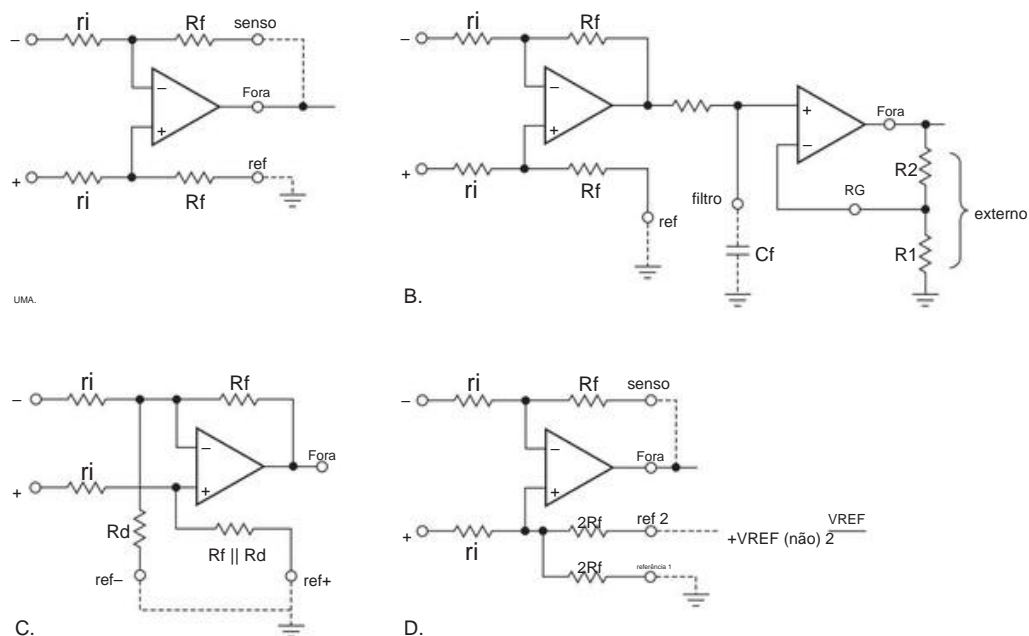 ri
Rf
senso
–
–
Fora
+
+
ri
Rf
ref
UMA.
ri
Rf
–
–
+
+
ri
Rf
ref
filtro
Cf
+
–
Fora
RG
R2
R1
externo
B.
ri
Rf
–
–
Fora
ri
+
+
Rd
Rf || Rd
ref–
ref+
C.
ri
Rf
senso
–
–
Fora
+
+
ri
2Rf
ref 2
+VREF (não) 2
VREF
2Rf
referência 1
D.